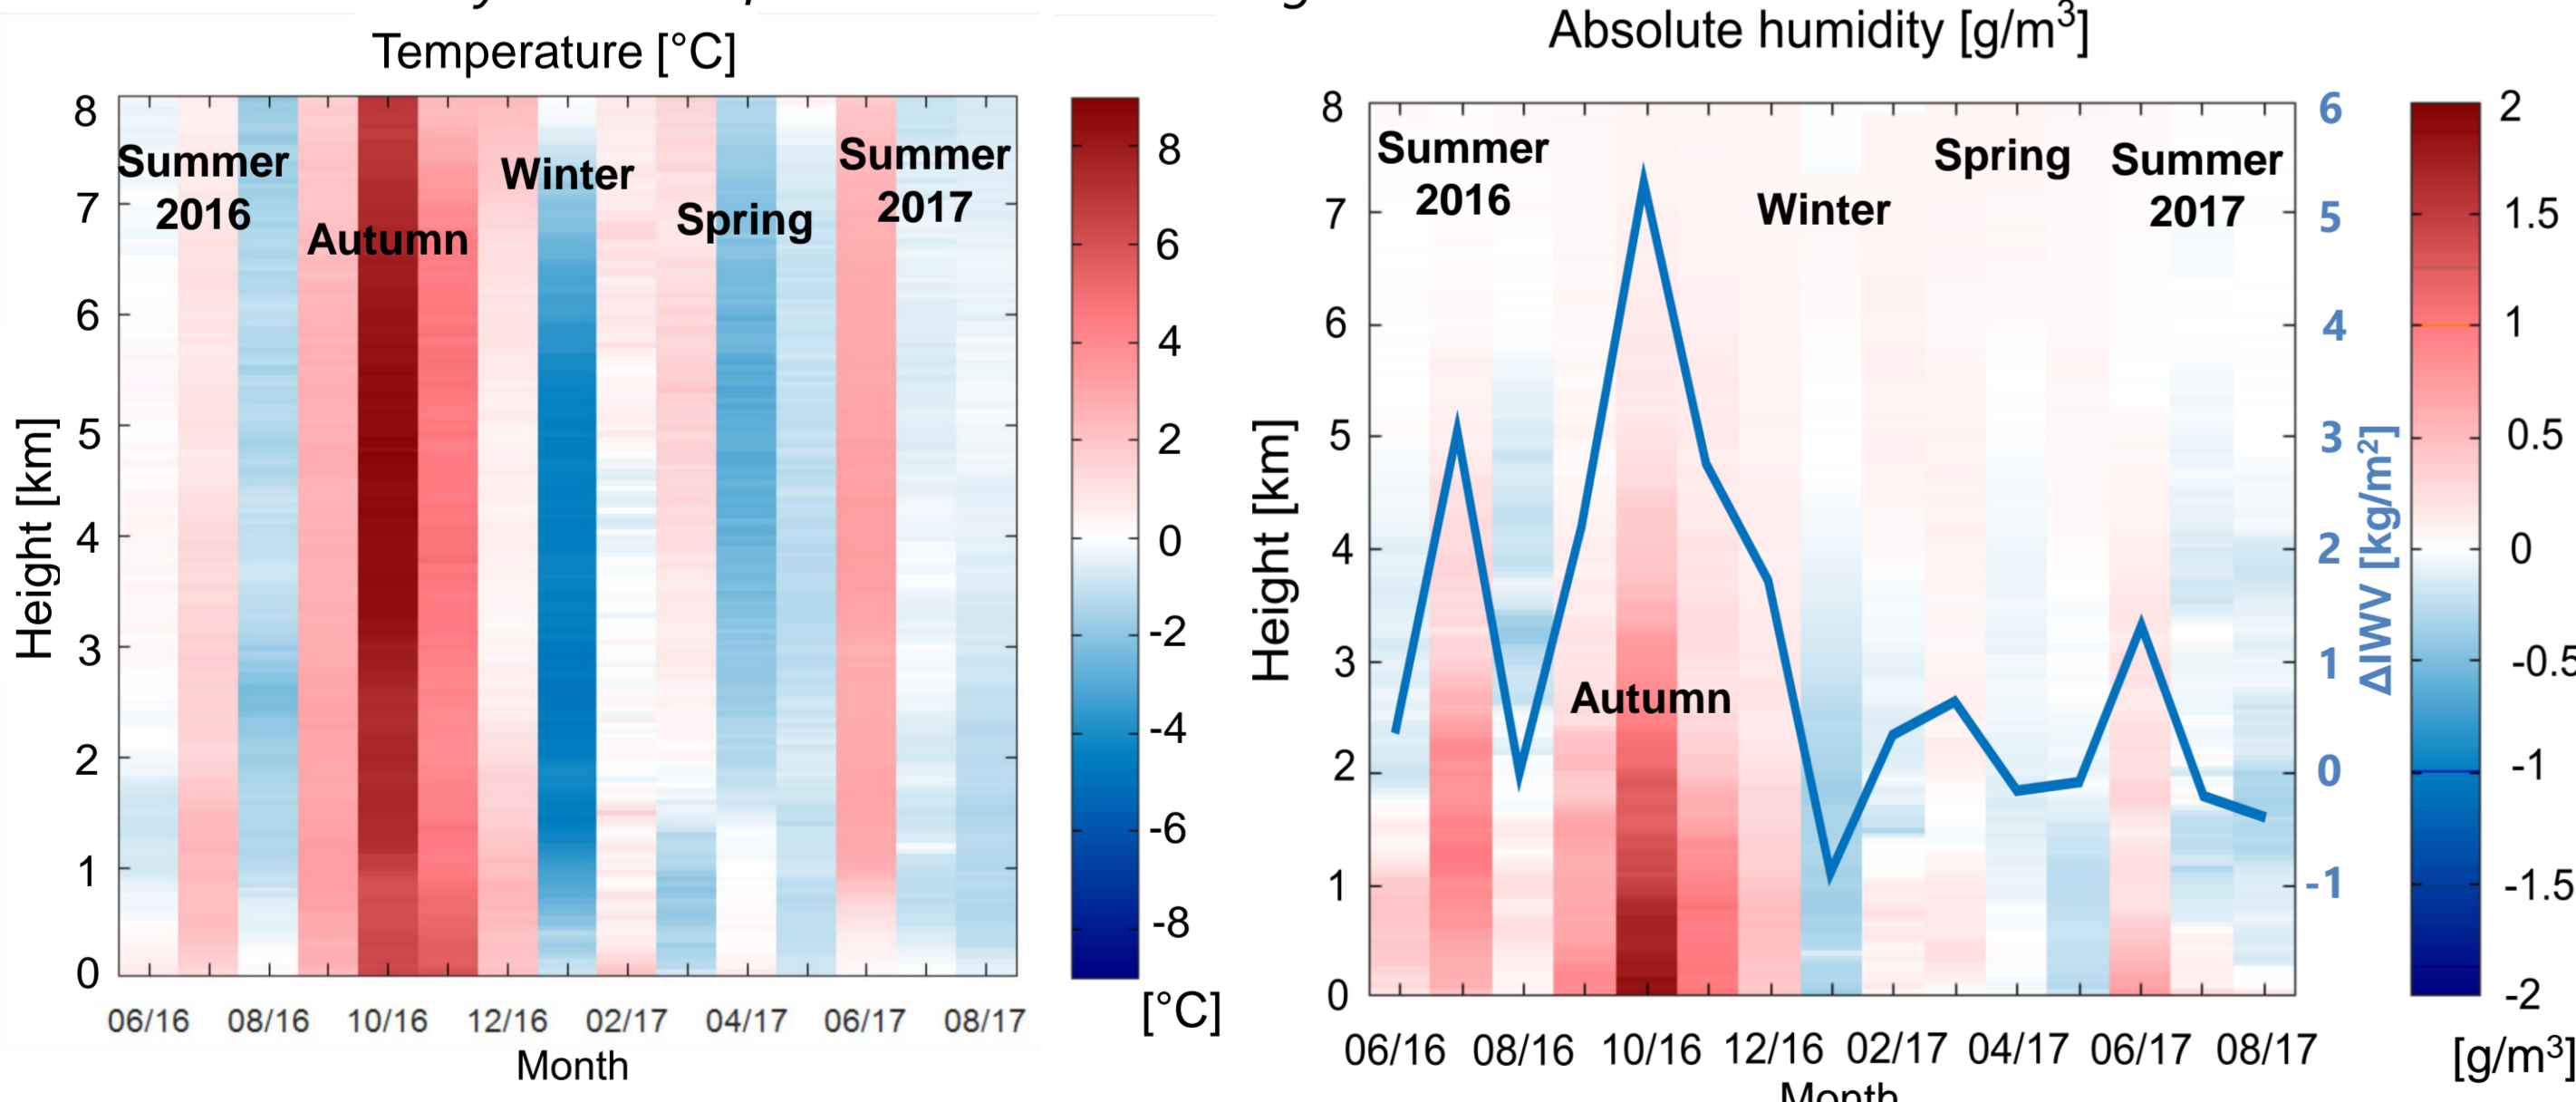 Temperature [°C]
Absolute humidity [g/m³]
Height [km]
8
7
6
5
4
3
2
1
0
Summer
2016
Autumn
Winter
Spring
Summer
2017
06/16 08/16 10/16 12/16 02/17 04/17 06/17 08/17
Month
8
6
4
2
0
-2
-4
-6
-8
[°C]
Height [km]
8
7
6
5
4
3
2
1
0
Summer
2016
Autumn
Winter
Spring
Summer
2017
06/16 08/16 10/16 12/16 02/17 04/17 06/17 08/17
Month
6
5
4
3
2
1
0
-1
ΔIWV [kg/m²]
2
1.5
1
0.5
0
-0.5
-1
-1.5
-2
[g/m³]